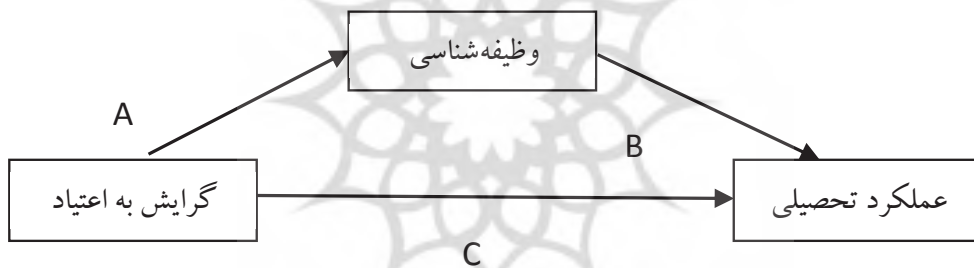 وظیفه‌شناسی
A
B
گرایش به اعتیاد
عملکرد تحصیلی
C